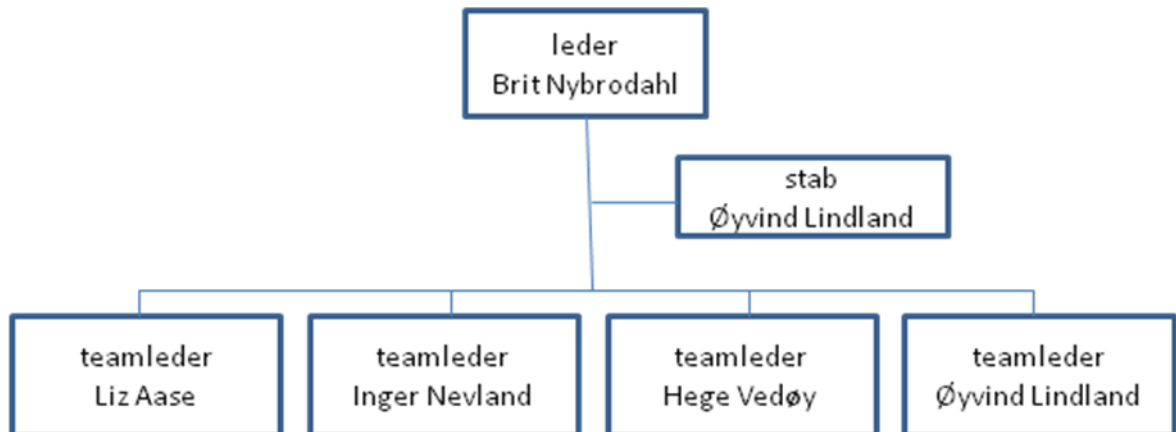 leder
Brit Nybrodahl
stab
Øyvind Lindland
teamleder
Liz Aase
teamleder
Inger Nevland
teamleder
Hege Vedøy
teamleder
Øyvind Lindland